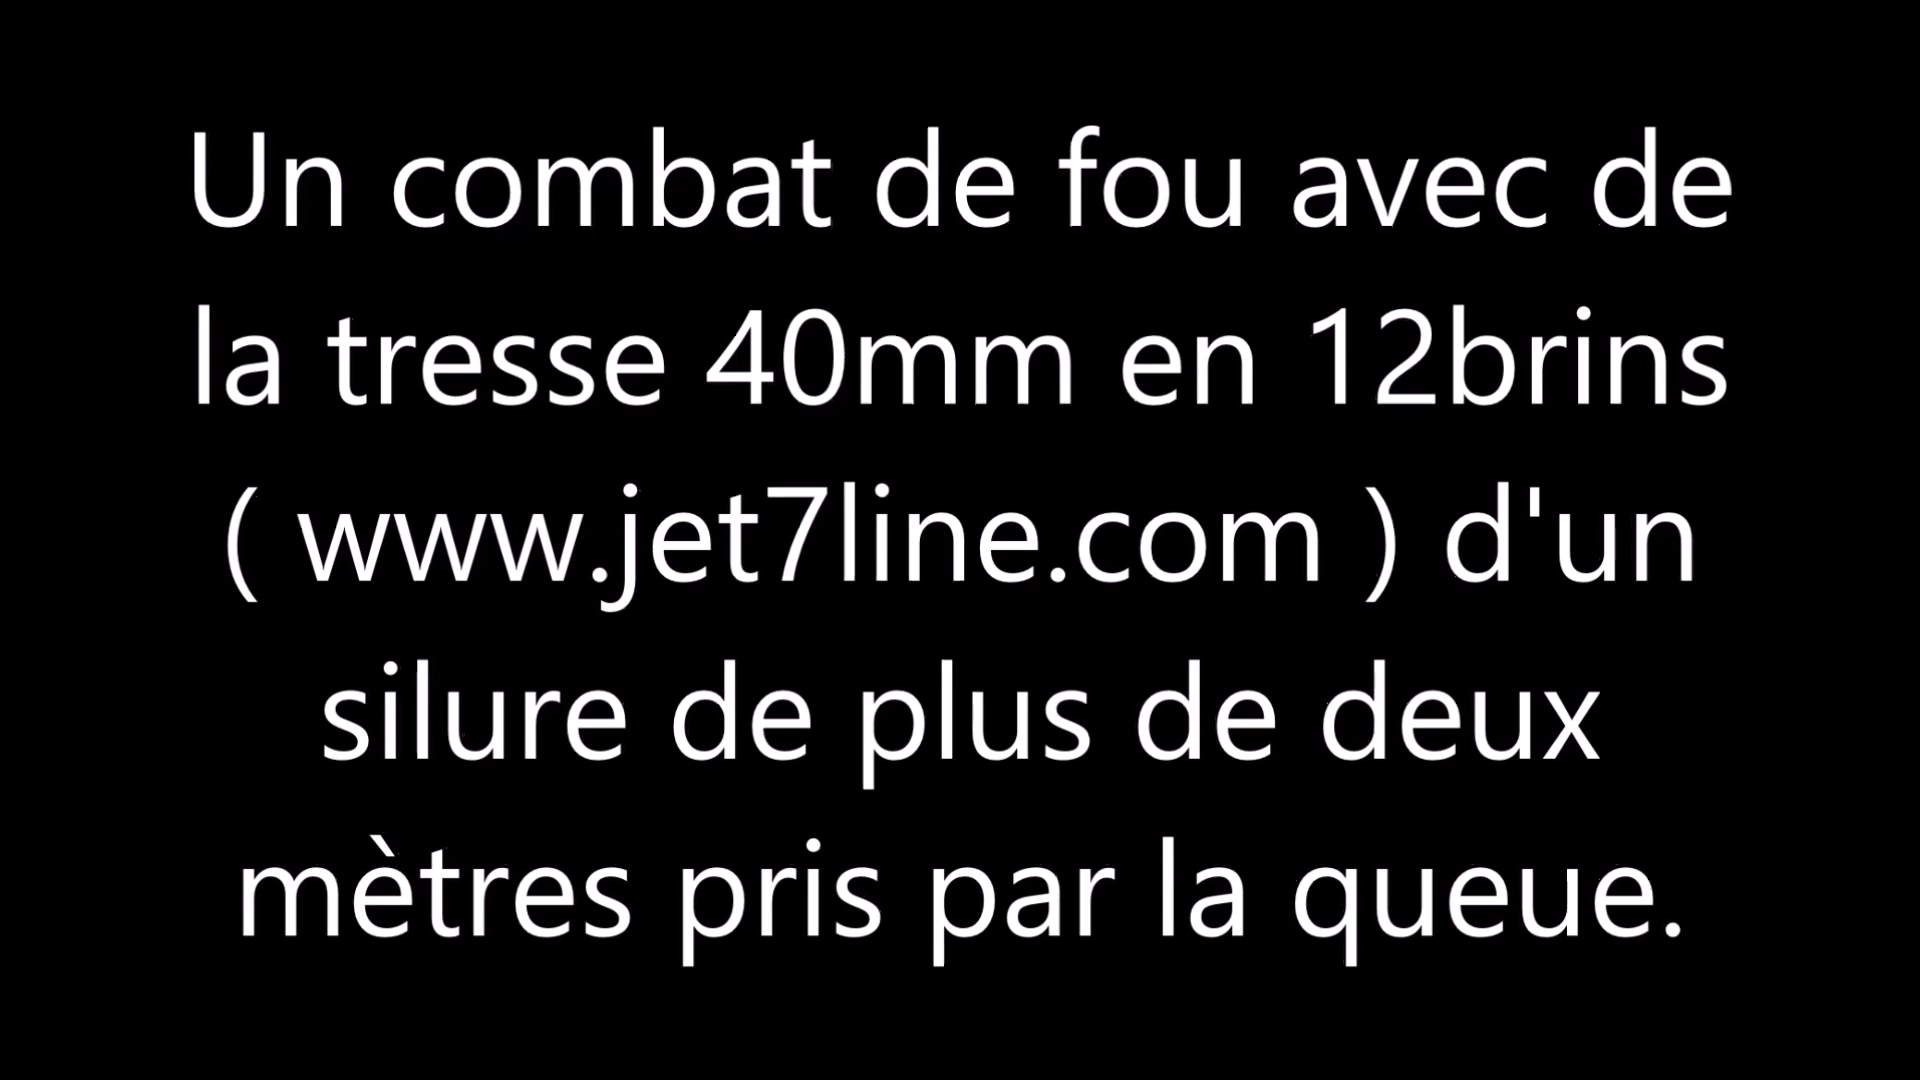 Un combat de fou avec de
la tresse 40mm en 12brins
( www.jet7line.com ) d'un
silure de plus de deux
mètres pris par la queue.